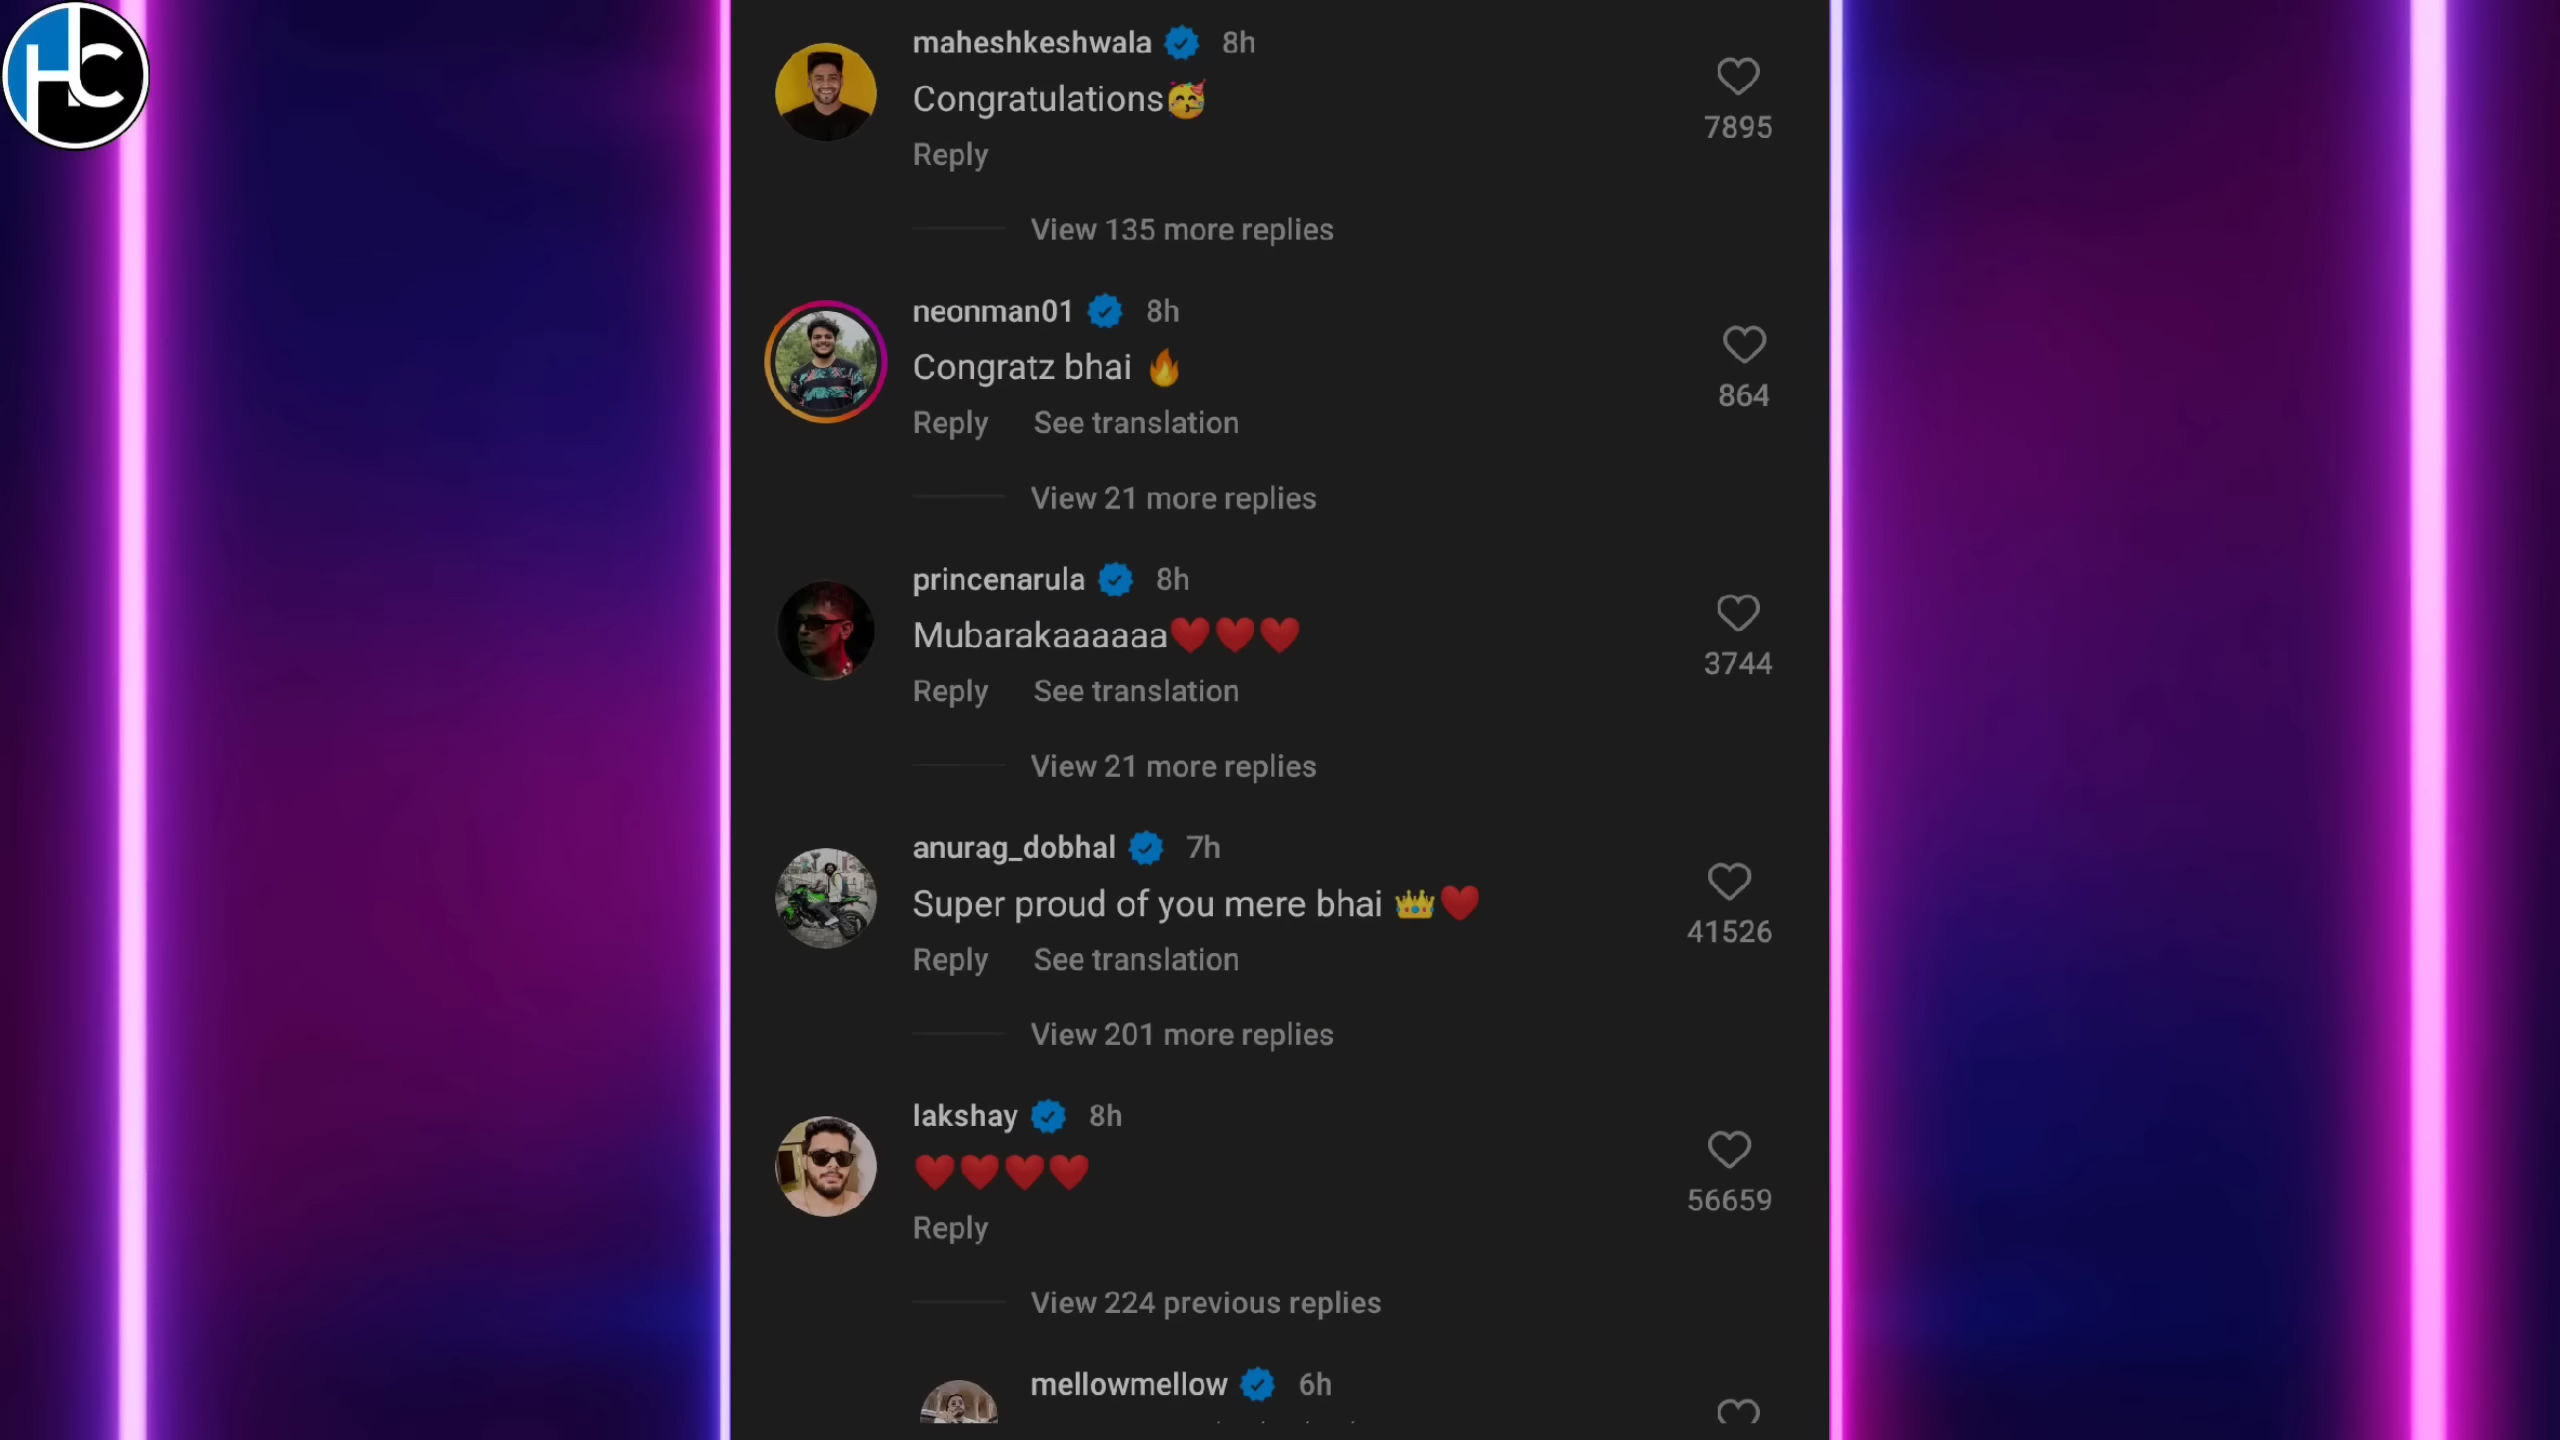 HC
maheshkeshwala 8h
Congratulations🥳
7895
Reply
View 135 more replies
neonman01 8h
Congratz bhai 🔥
864
Reply See translation
View 21 more replies
princenarula 8h
Mubarakaaaaaa❤️❤️❤️
3744
Reply See translation
View 21 more replies
anurag_dobhal 7h
Super proud of you mere bhai 👑❤️
41526
Reply See translation
View 201 more replies
lakshay 8h
❤️❤️❤️❤️
56659
Reply
View 224 previous replies
mellowmellow 6h